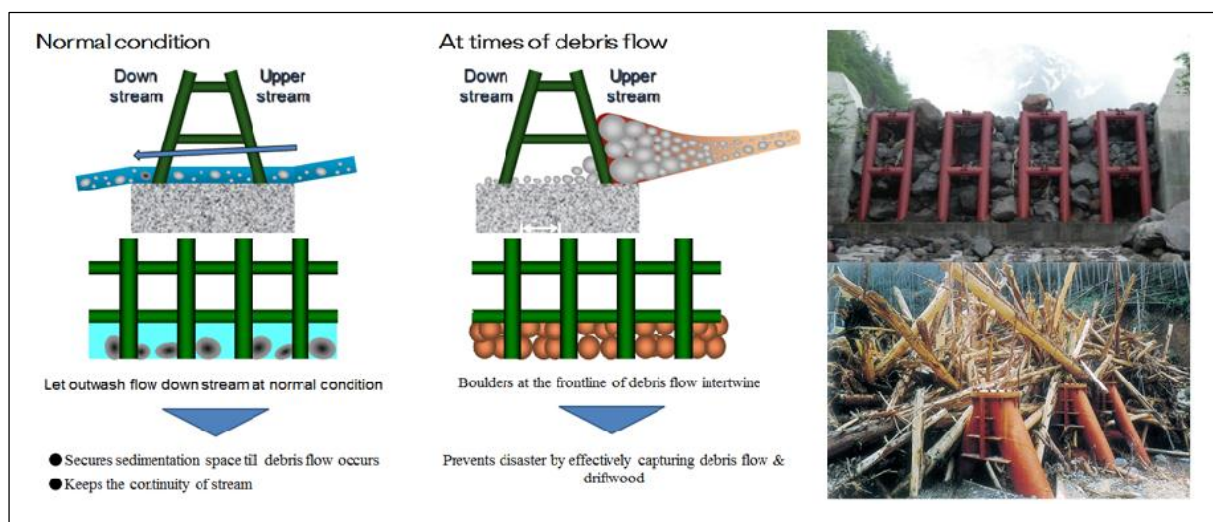 Normal condition
Down stream
Upper stream
Let outwash flow down stream at normal condition
● Secures sedimentation space till debris flow occurs
● Keeps the continuity of stream
At times of debris flow
Down stream
Upper stream
Boulders at the frontline of debris flow intertwine
Prevents disaster by effectively capturing debris flow &
driftwood